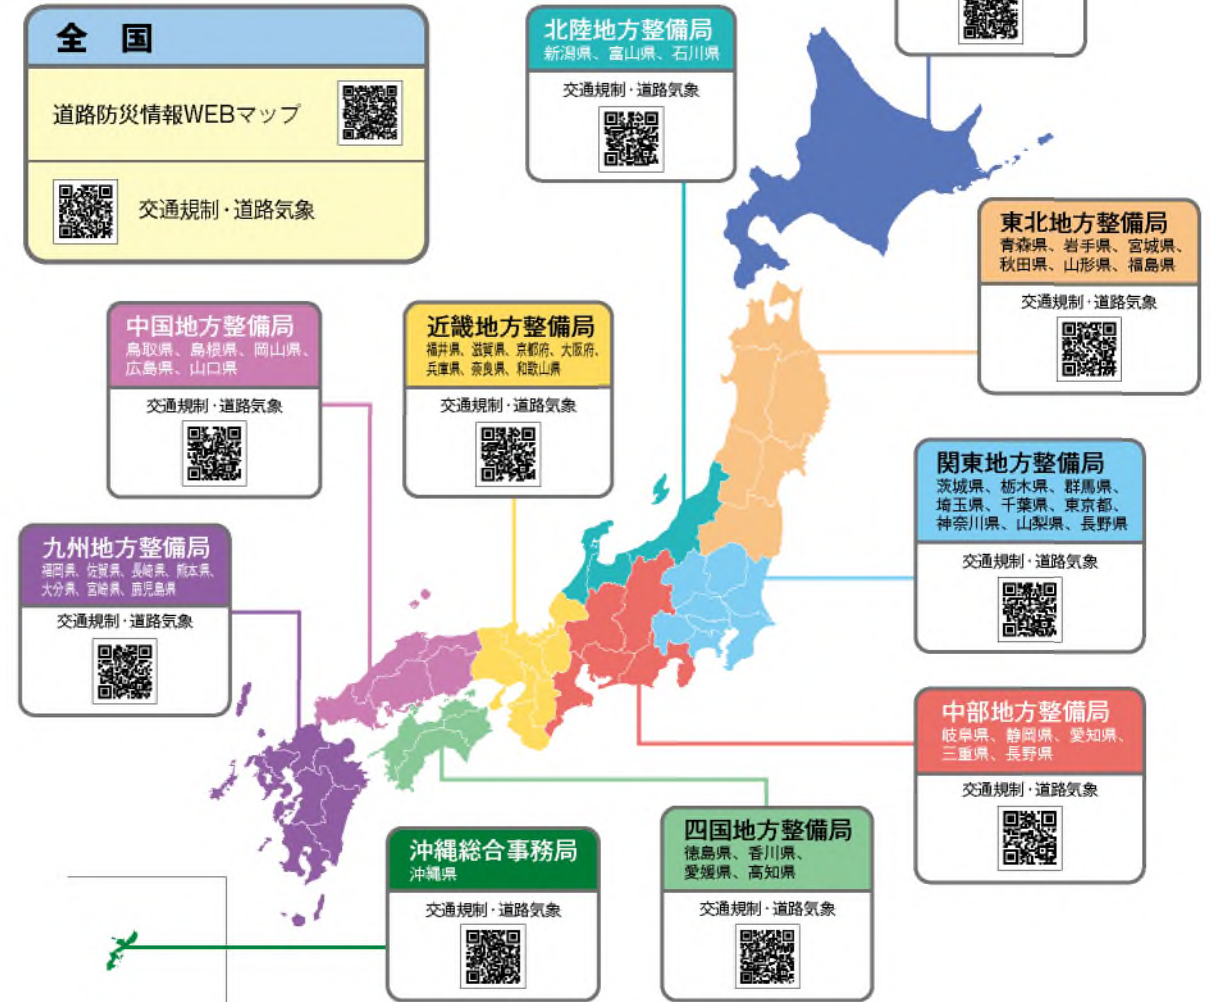 全 国
道路防災情報WEBマップ
交通規制・道路気象
北陸地方整備局
新潟県、富山県、石川県
交通規制・道路気象
東北地方整備局
青森県、岩手県、宮城県、
秋田県、山形県、福島県
交通規制・道路気象
中国地方整備局
鳥取県、島根県、岡山県、
広島県、山口県
交通規制・道路気象
近畿地方整備局
福井県、滋賀県、京都府、大阪府、
兵庫県、奈良県、和歌山県
交通規制・道路気象
関東地方整備局
茨城県、栃木県、群馬県、
埼玉県、千葉県、東京都、
神奈川県、山梨県、長野県
交通規制・道路気象
九州地方整備局
福岡県、佐賀県、長崎県、熊本県、
大分県、宮崎県、鹿児島県
交通規制・道路気象
中部地方整備局
岐阜県、静岡県、愛知県、
三重県、長野県
交通規制・道路気象
四国地方整備局
徳島県、香川県、
愛媛県、高知県
交通規制・道路気象
沖縄総合事務局
沖縄県
交通規制・道路気象